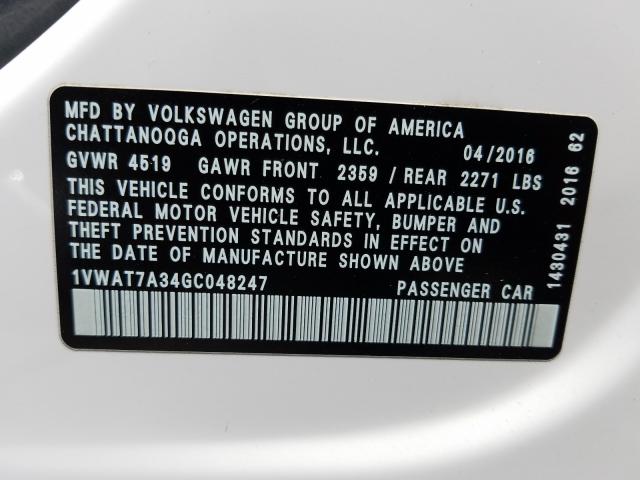 MFD BY VOLKSWAGEN GROUP OF AMERICA
CHATTANOOGA OPERATIONS, LLC. 04/2016
GVWR 4519 GAWR FRONT 2359 / REAR 2271 LBS
THIS VEHICLE CONFORMS TO ALL APPLICABLE U.S.
FEDERAL MOTOR VEHICLE SAFETY, BUMPER AND
THEFT PREVENTION STANDARDS IN EFFECT ON
THE DATE OF MANUFACTURE SHOWN ABOVE
1VWAT7A34GC048247 PASSENGER CAR
1430431 2016 62